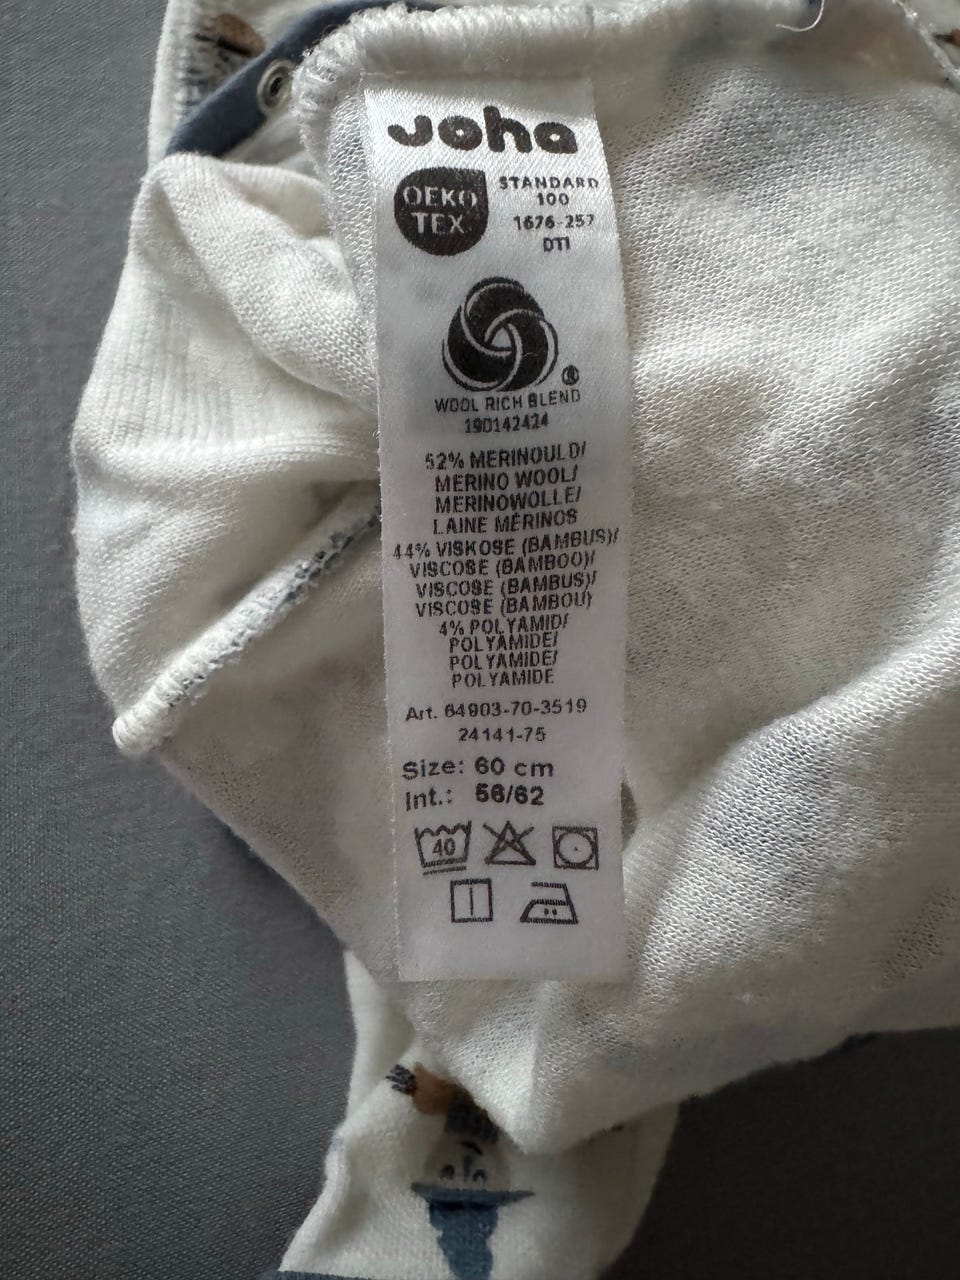 Joha
OEKO
TEX
STANDARD
100
1676-257
DTI
WOOL RICH BLEND
190142424
52% MERINOULD/
MERINO WOOL/
MERINOWOLLE/
LAINE MÉRINOS
44% VISKOSE (BAMBUS)/
VISCOSE (BAMBOO)/
VISCOSE (BAMBUS)/
VISCOSE (BAMBOU)
4% POLYAMID/
POLYAMIDE/
POLYAMIDE/
POLYAMIDE
Art. 64903-70-3519
24141-75
Size: 60 cm
Int.: 56/62
40